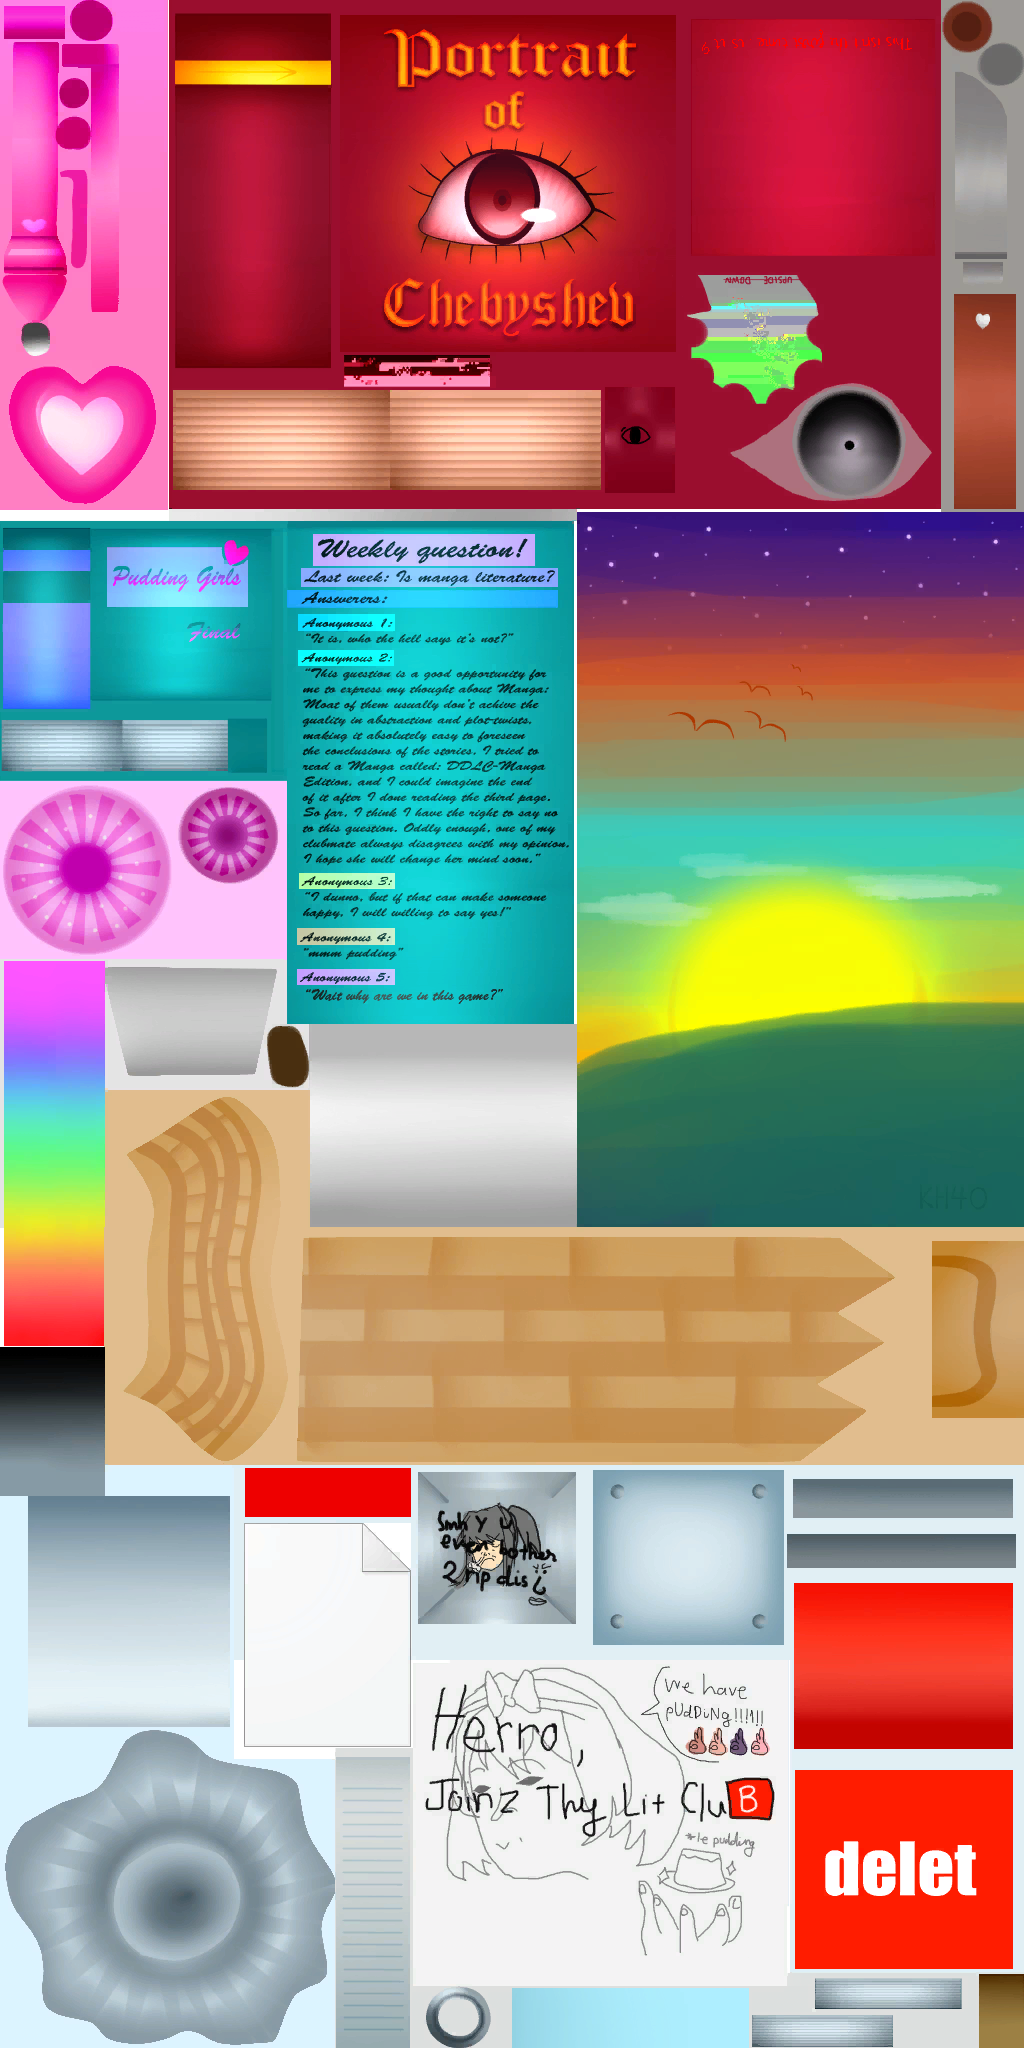 Portrait
of
Chebyshev
This isn't the
UPSIDE DOWN
Pudding Girls
Final
Weekly question!
Last week: Is manga literature?
Answerers:
Anonymous 1:
"It is, who the hell says it's not?"
Anonymous 2:
"This question is a good opportunity for
me to express my thought about Manga:
Moat of them usually don't achive the
quality in abstraction and plot-twists,
making it absolutely easy to foreseen
the conclusions of the stories. I tried to
read a Manga called: DDLC-Manga
Edition, and I could imagine the end
of it after I done reading the third page.
So far, I think I have the right to say no
to this question. Oddly enough, one of my
clubmate always disagrees with my opinion.
I hope she will change her mind soon."
Anonymous 3:
"I dunno, but if that can make someone
happy, I will willing to say yes!"
Anonymous 4:
"mmm pudding"
Anonymous 5:
"Wait why are we in this game?"
KH40
Smh y u
even bother
2 rip dis
We have
pUdDiNg!!!1!!
Herro,
Joinz Thy Lit CluB
*le pudding
delet